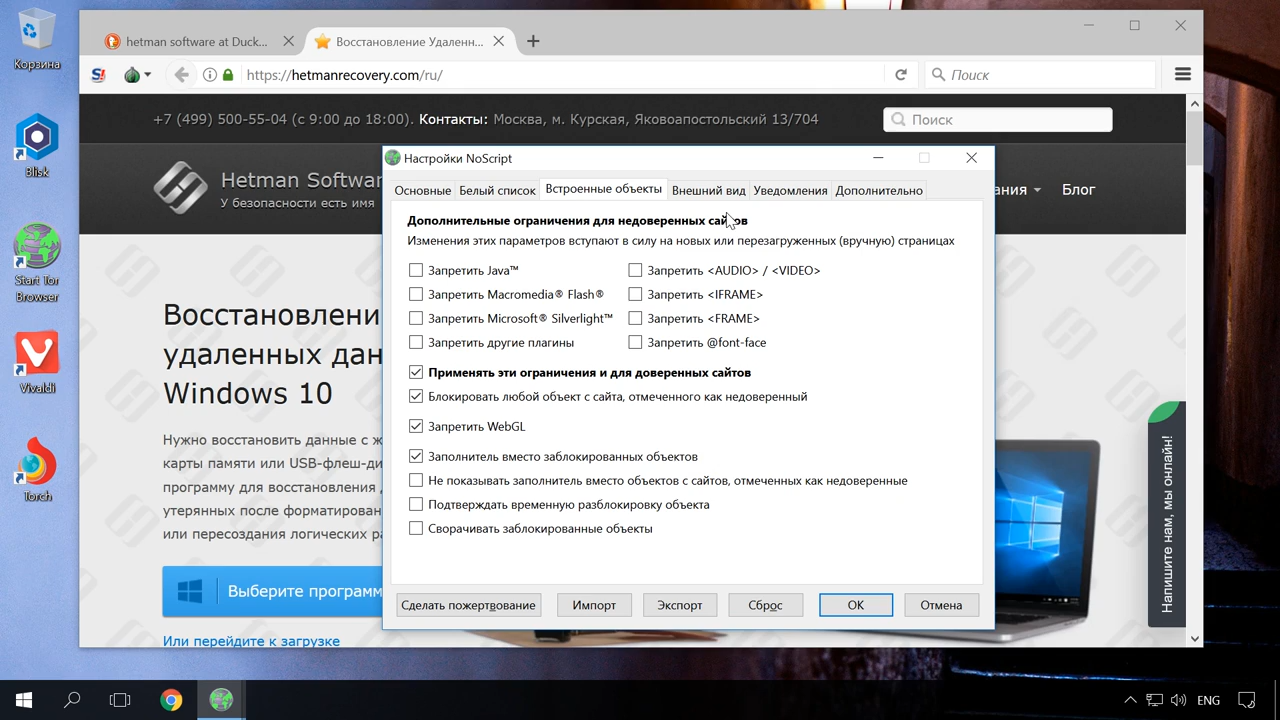 Корзина
Blisk
Start Tor
Browser
Vivaldi
Torch
hetman software at Duck...
Восстановление Удаленн...
https://hetmanrecovery.com/ru/
Поиск
+7 (499) 500-55-04 (с 9:00 до 18:00). Контакты: Москва, м. Курская, Яковоапостольский 13/704
Поиск
Hetman Softwar
У безопасности есть имя
ания
Блог
Настройки NoScript
Основные
Белый список
Встроенные объекты
Внешний вид
Уведомления
Дополнительно
Дополнительные ограничения для недоверенных сайтов
Изменения этих параметров вступают в силу на новых или перезагруженных (вручную) страницах
Запретить Java™
Запретить <AUDIO> / <VIDEO>
Запретить Macromedia® Flash®
Запретить <IFRAME>
Запретить Microsoft® Silverlight™
Запретить <FRAME>
Запретить другие плагины
Запретить @font-face
Применять эти ограничения и для доверенных сайтов
Блокировать любой объект с сайта, отмеченного как недоверенный
Запретить WebGL
Заполнитель вместо заблокированных объектов
Не показывать заполнитель вместо объектов с сайтов, отмеченных как недоверенные
Подтверждать временную разблокировку объекта
Сворачивать заблокированные объекты
Сделать пожертвование
Импорт
Экспорт
Сброс
OK
Отмена
Восстановлени
удаленных дан
Windows 10
Нужно восстановить данные с ж
карты памяти или USB-флеш-ди
программу для восстановления
утерянных после форматирован
или пересоздания логических ра
Выберите програм
Или перейдите к загрузке
Напишите нам, мы онлайн!
ENG